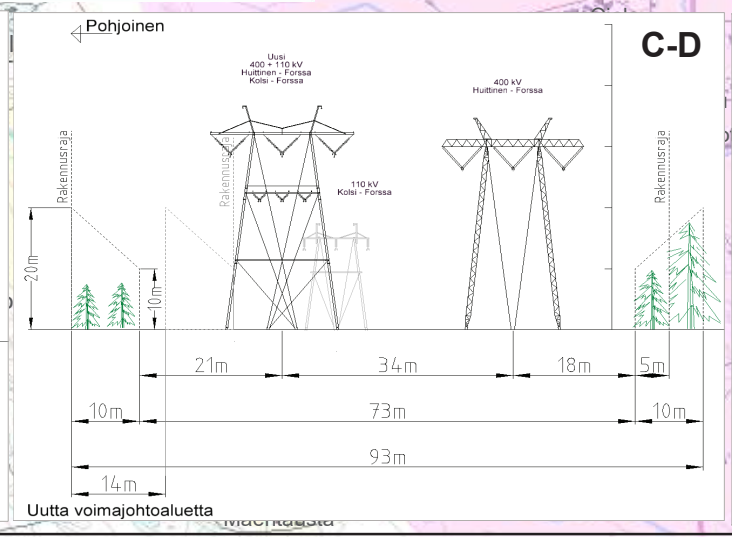 Pohjoinen
C-D
Uusi
400 + 110 kV
Huittinen - Forssa
Kolsi - Forssa
400 kV
Huittinen - Forssa
Rakennusraja
Rakennusraja
Rakennusraja
110 kV
Kolsi - Forssa
20m
10m
21m
34m
18m
5m
10m
73m
10m
93m
14m
Uutta voimajohtoaluetta